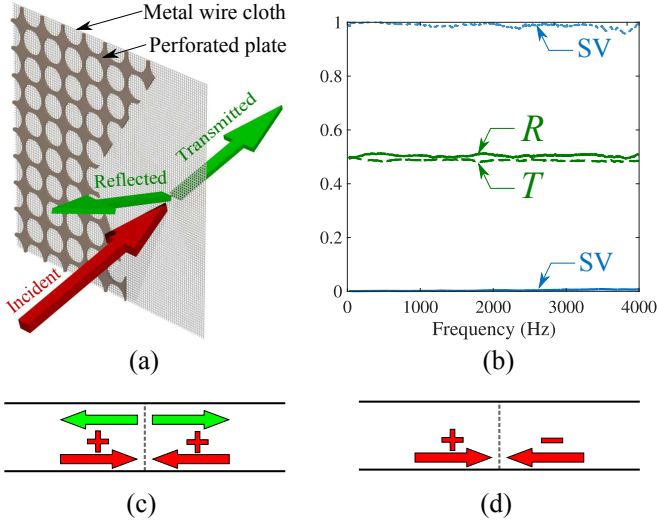 Metal wire cloth
Perforated plate
Transmitted
Reflected
Incident
(a)
1
0.8
0.6
0.4
0.2
0
SV
R
T
SV
0 1000 2000 3000 4000
Frequency (Hz)
(b)
+ +
(c)
+ −
(d)